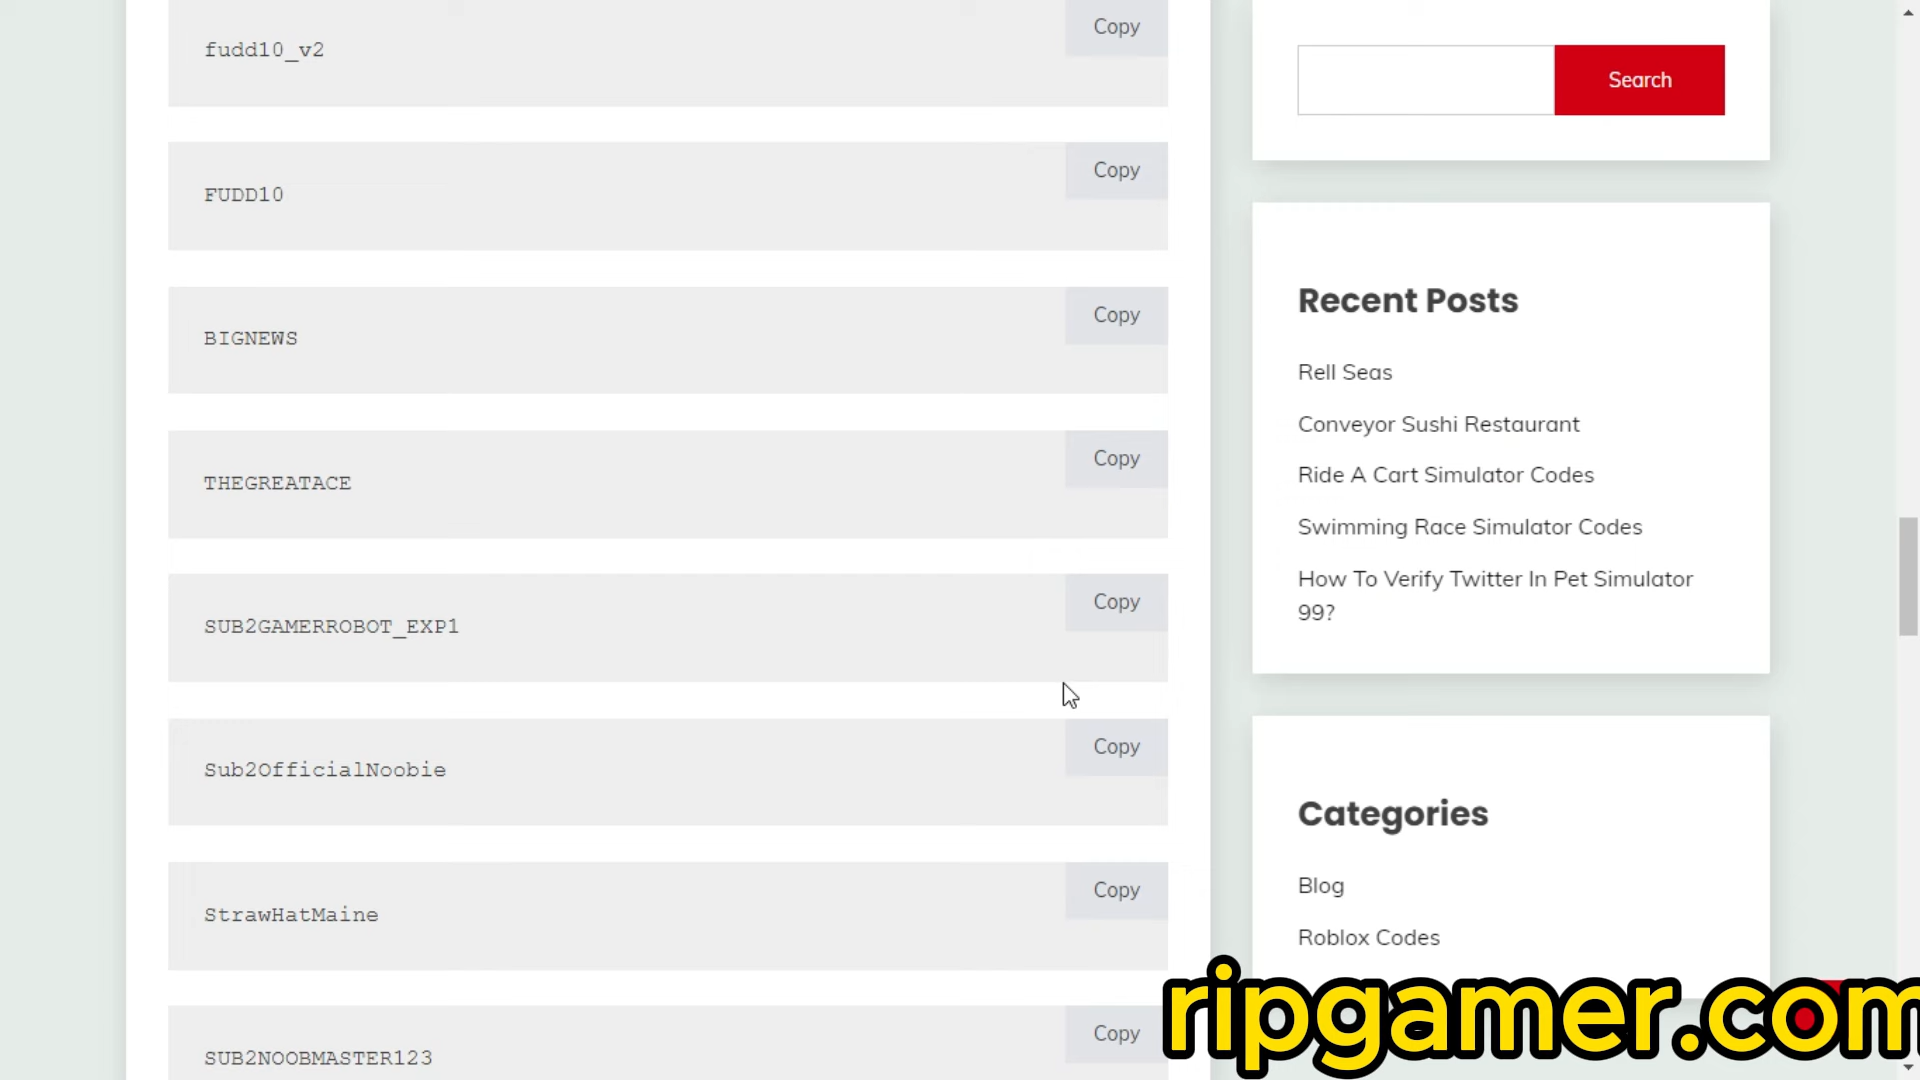 Copy
fudd10_v2
Copy
FUDD10
Copy
BIGNEWS
Copy
THEGREATACE
Copy
SUB2GAMERROBOT_EXP1
Copy
Sub2OfficialNoobie
Copy
StrawHatMaine
Copy
SUB2NOOBMASTER123
Search
Recent Posts
Rell Seas
Conveyor Sushi Restaurant
Ride A Cart Simulator Codes
Swimming Race Simulator Codes
How To Verify Twitter In Pet Simulator
99?
Categories
Blog
Roblox Codes
ripgamer.com